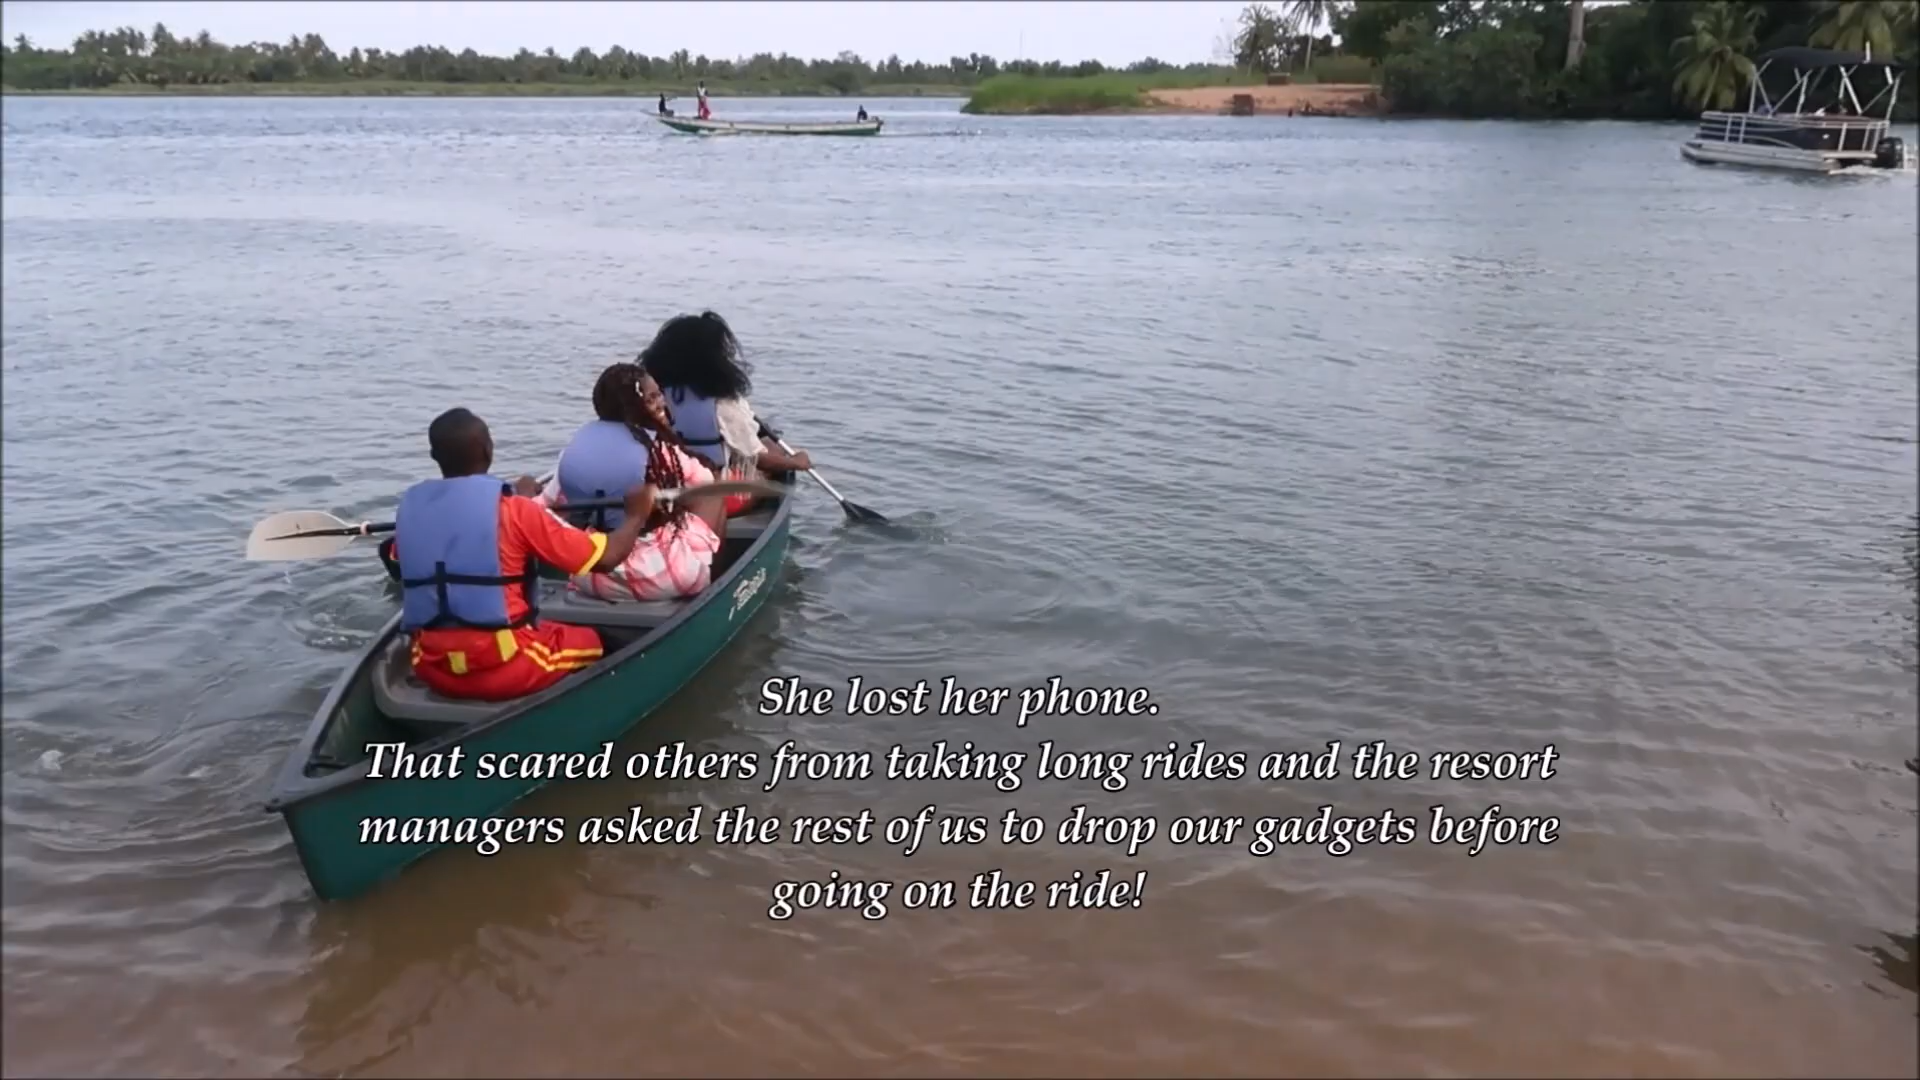 She lost her phone.
That scared others from taking long rides and the resort
managers asked the rest of us to drop our gadgets before
going on the ride!